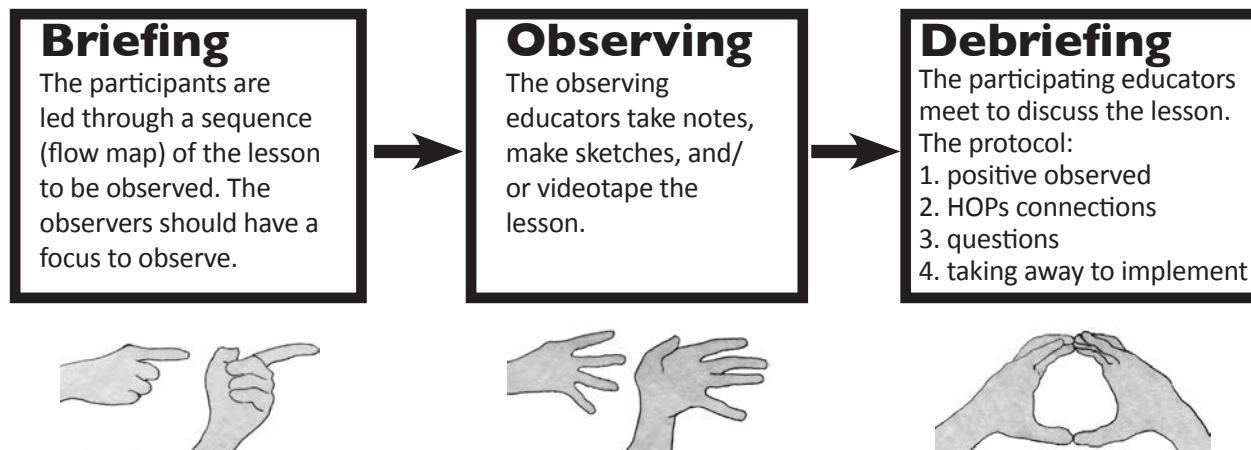 Briefing
The participants are
led through a sequence
(flow map) of the lesson
to be observed. The
observers should have a
focus to observe.
Observing
The observing
educators take notes,
make sketches, and/
or videotape the
lesson.
Debriefing
The participating educators
meet to discuss the lesson.
The protocol:
1. positive observed
2. HOPs connections
3. questions
4. taking away to implement